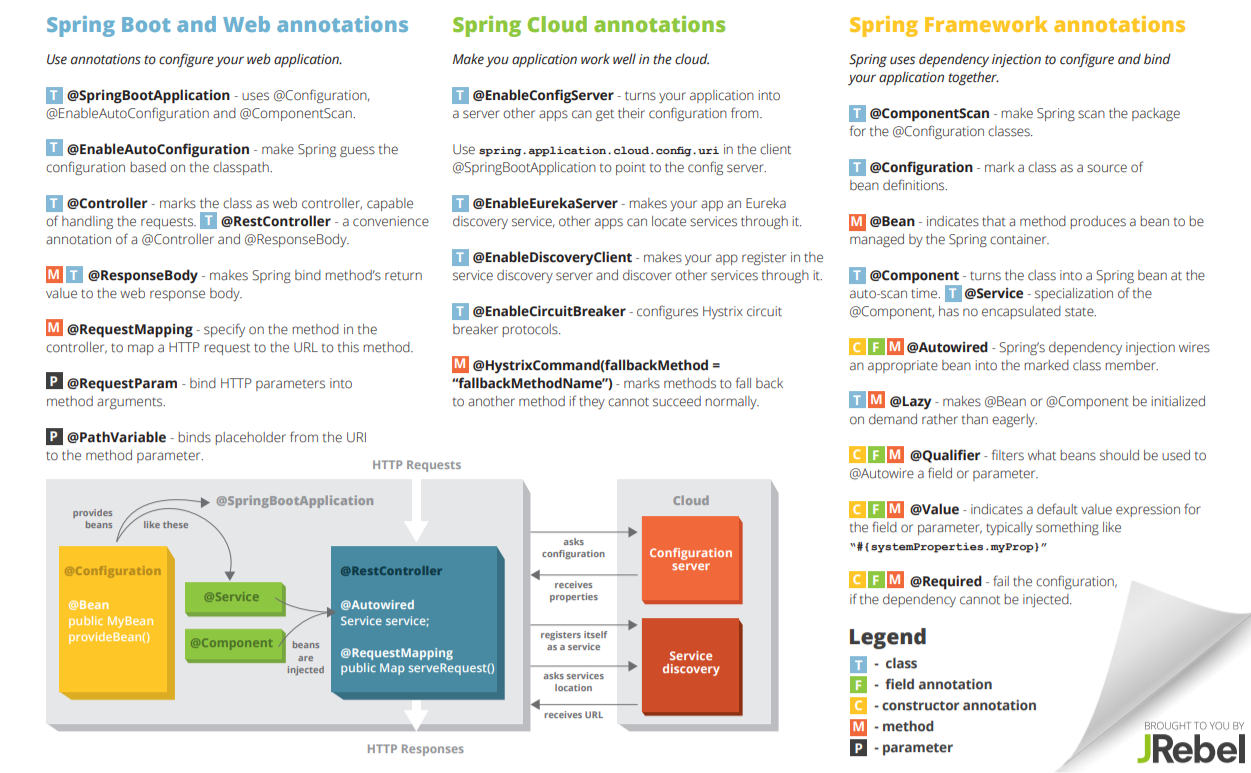 Spring Boot and Web annotations
Use annotations to configure your web application.
T @SpringBootApplication - uses @Configuration,
@EnableAutoConfiguration and @ComponentScan.
T @EnableAutoConfiguration - make Spring guess the
configuration based on the classpath.
T @Controller - marks the class as web controller, capable
of handling the requests. T @RestController - a convenience
annotation of a @Controller and @ResponseBody.
M T @ResponseBody - makes Spring bind method's return
value to the web response body.
M @RequestMapping - specify on the method in the
controller, to map a HTTP request to the URL to this method.
P @RequestParam - bind HTTP parameters into
method arguments.
P @PathVariable - binds placeholder from the URI
to the method parameter.
Spring Cloud annotations
Make you application work well in the cloud.
T @EnableConfigServer - turns your application into
a server other apps can get their configuration from.
Use spring.application.cloud.config.uri in the client
@SpringBootApplication to point to the config server.
T @EnableEurekaServer - makes your app an Eureka
discovery service, other apps can locate services through it.
T @EnableDiscoveryClient - makes your app register in the
service discovery server and discover other services through it.
T @EnableCircuitBreaker - configures Hystrix circuit
breaker protocols.
M @HystrixCommand(fallbackMethod =
“fallbackMethodName”) - marks methods to fall back
to another method if they cannot succeed normally.
Spring Framework annotations
Spring uses dependency injection to configure and bind
your application together.
T @ComponentScan - make Spring scan the package
for the @Configuration classes.
T @Configuration - mark a class as a source of
bean definitions.
M @Bean - indicates that a method produces a bean to be
managed by the Spring container.
T @Component - turns the class into a Spring bean at the
auto-scan time. T @Service - specialization of the
@Component, has no encapsulated state.
C F M @Autowired - Spring's dependency injection wires
an appropriate bean into the marked class member.
T M @Lazy - makes @Bean or @Component be initialized
on demand rather than eagerly.
C F M @Qualifier - filters what beans should be used to
@Autowire a field or parameter.
C F M @Value - indicates a default value expression for
the field or parameter, typically something like
“#{systemProperties.myProp}”
C F M @Required - fail the configuration,
if the dependency cannot be injected.
Legend
T - class
F - field annotation
C - constructor annotation
M - method
P - parameter
HTTP Requests
@SpringBootApplication
provides
beans
like these
@Configuration
@Bean
public MyBean
provideBean()
@Service
@Component
beans
are
injected
@RestController
@Autowired
Service service;
@RequestMapping
public Map serveRequest()
HTTP Responses
asks
configuration
receives
properties
registers itself
as a service
asks services
location
receives URL
Cloud
Configuration
server
Service
discovery
BROUGHT TO YOU BY
JRebel